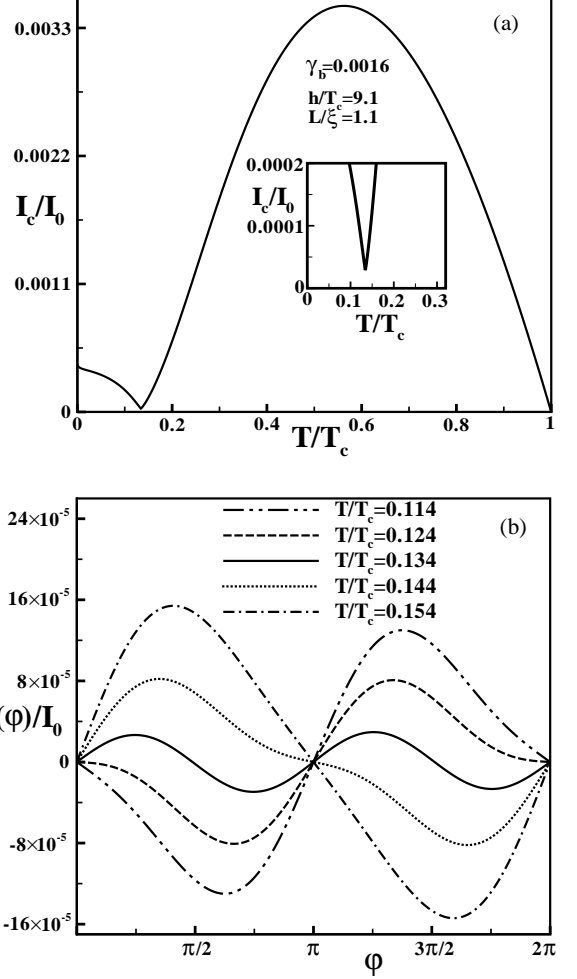 0.0033
(a)
γb=0.0016
h/Tc=9.1
L/ξ=1.1
0.0022
0.0002
Ic/I0
Ic/I0
0.0001
0.0011
0
0
0.1
0.2
0.3
T/Tc
0
0
0.2
0.4
0.6
0.8
1
T/Tc
24×10-5
T/Tc=0.114
(b)
T/Tc=0.124
T/Tc=0.134
16×10-5
T/Tc=0.144
T/Tc=0.154
8×10-5
(φ)/I0
0
-8×10-5
-16×10-5
π/2
π
3π/2
2π
φ